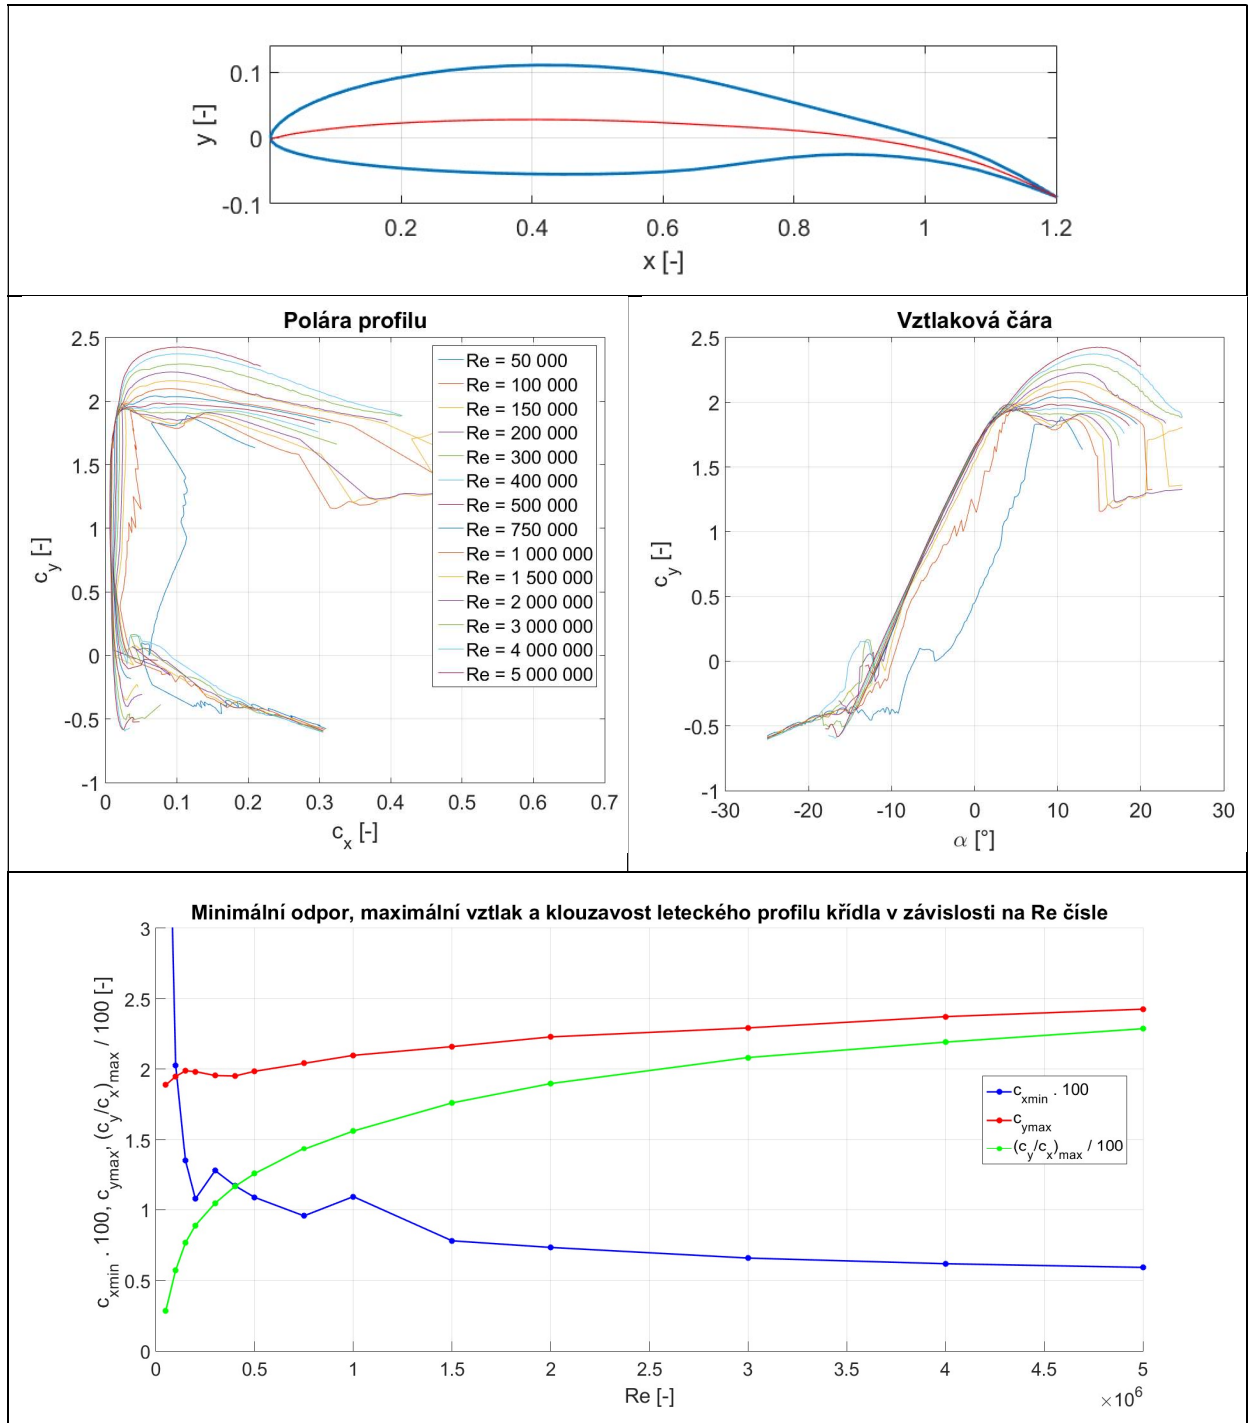 0.1
0
-0.1
y [-]
0.2 0.4 0.6 0.8 1 1.2
x [-]
Polára profilu
2.5
2
1.5
1
0.5
0
-0.5
-1
c_y [-]
0 0.1 0.2 0.3 0.4 0.5 0.6 0.7
c_x [-]
Re = 50 000
Re = 100 000
Re = 150 000
Re = 200 000
Re = 300 000
Re = 400 000
Re = 500 000
Re = 750 000
Re = 1 000 000
Re = 1 500 000
Re = 2 000 000
Re = 3 000 000
Re = 4 000 000
Re = 5 000 000
Vztlaková čára
2.5
2
1.5
1
0.5
0
-0.5
-1
c_y [-]
-30 -20 -10 0 10 20 30
α [°]
Minimální odpor, maximální vztlak a klouzavost leteckého profilu křídla v závislosti na Re čísle
3
2.5
2
1.5
1
0.5
0
c_xmin . 100, c_ymax, (c_y/c_x)_max / 100 [-]
0 0.5 1 1.5 2 2.5 3 3.5 4 4.5 5
Re [-]
×10^6
c_xmin . 100
c_ymax
(c_y/c_x)_max / 100